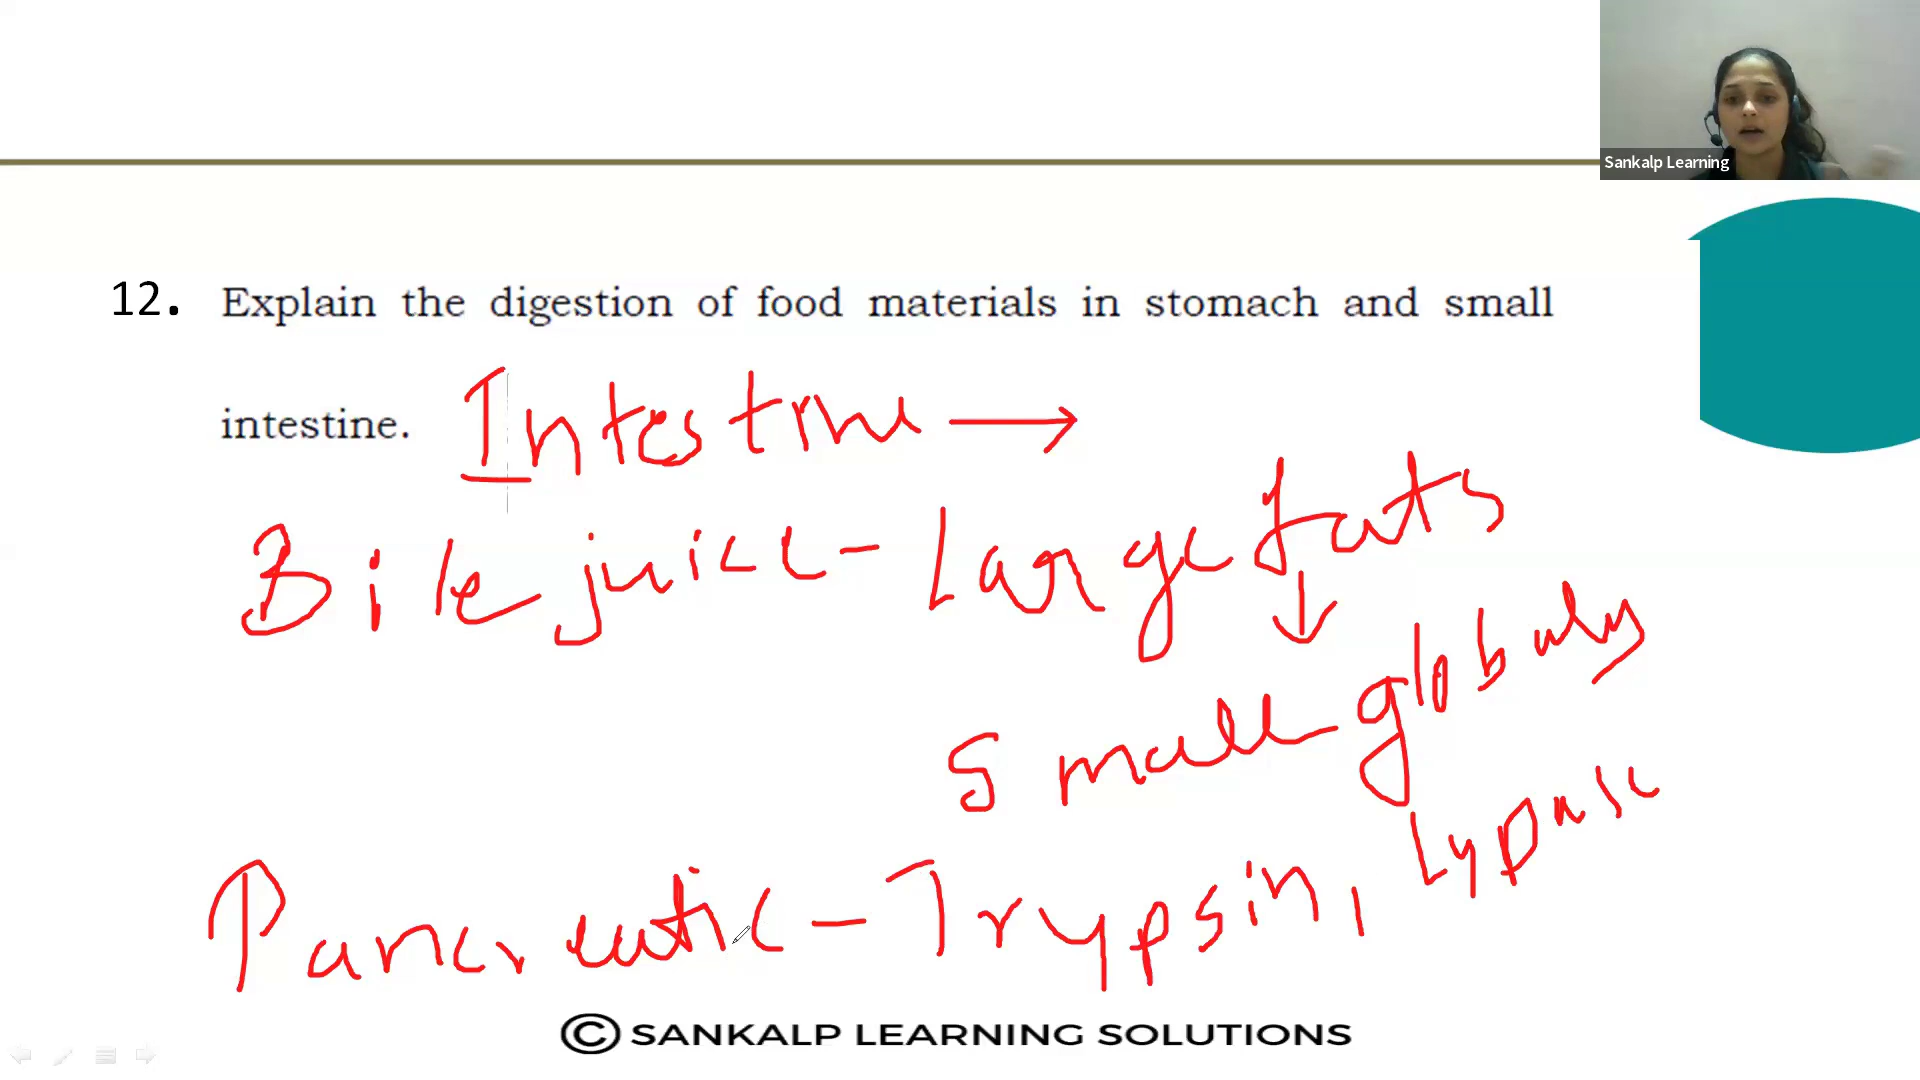 Sankalp Learning
12. Explain the digestion of food materials in stomach and small
intestine. Intestine →
Bile juice - Large fats
↓
Small globuls
Pancreatic - Trypsin, Lypase
© SANKALP LEARNING SOLUTIONS